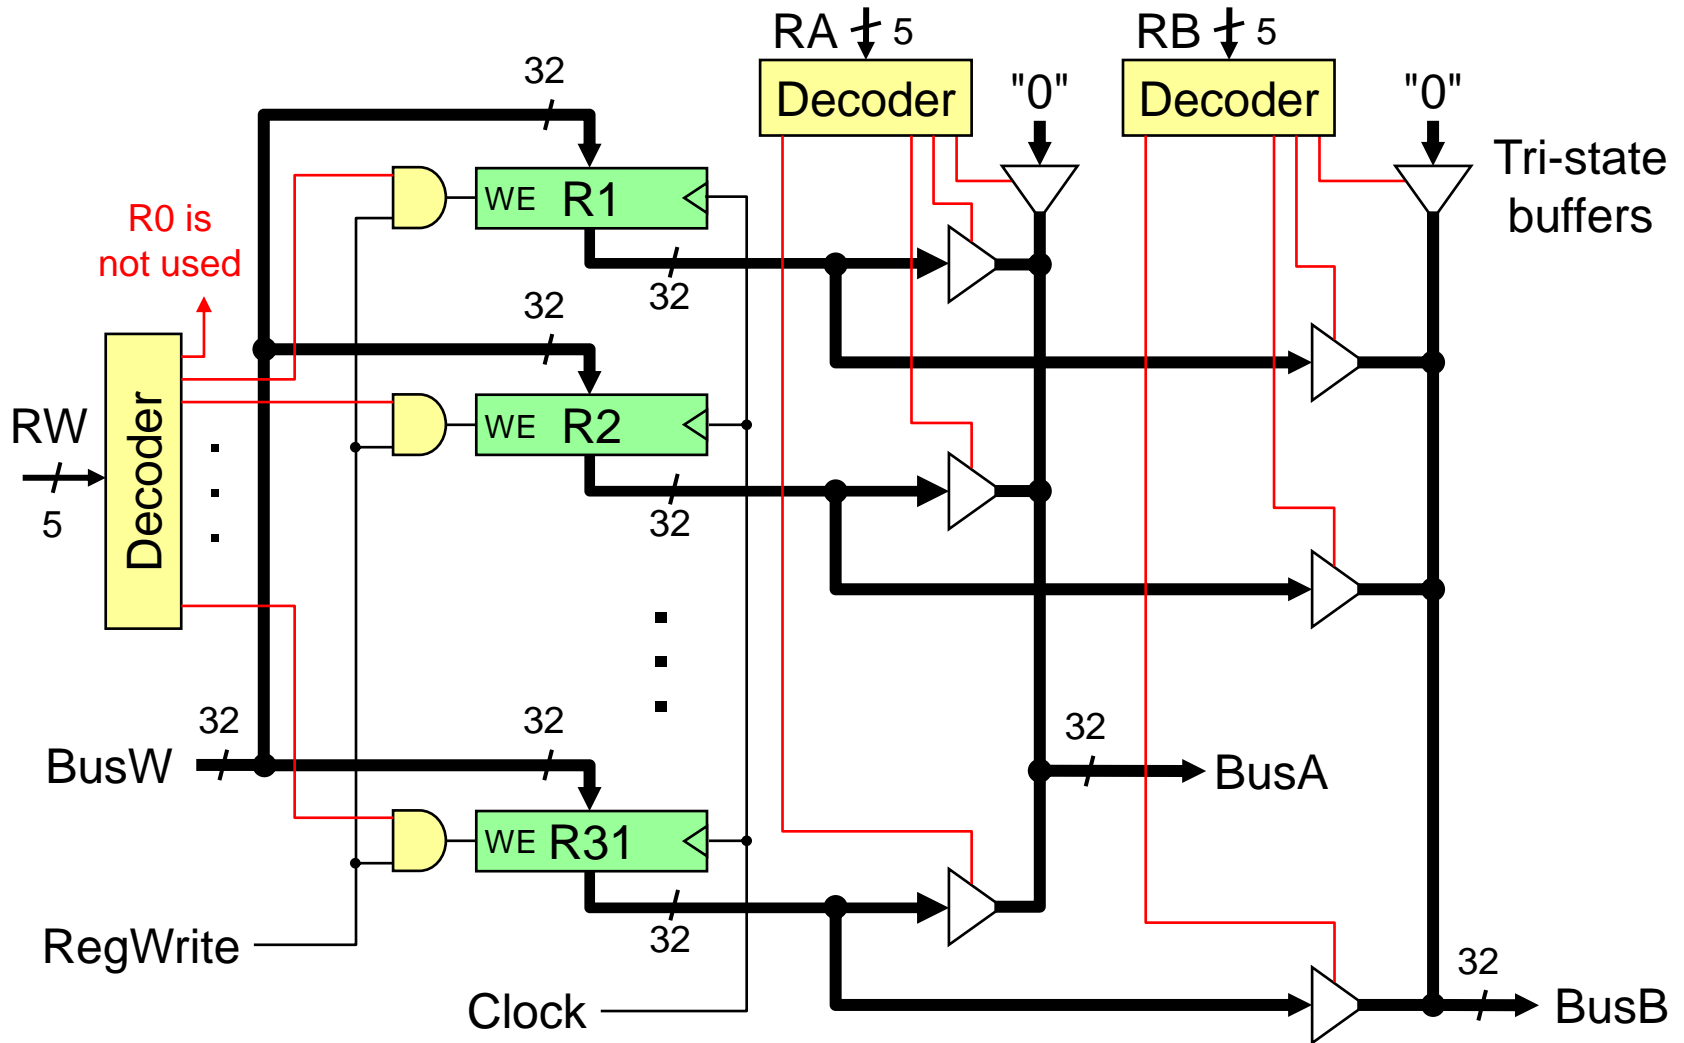 RA 5
RB 5
32
Decoder
"0"
Decoder
"0"
Tri-state
buffers
WE R1
R0 is
not used
32
32
WE R2
RW
5
Decoder
32
32
32
BusW
32
BusA
WE R31
32
RegWrite
32
BusB
Clock